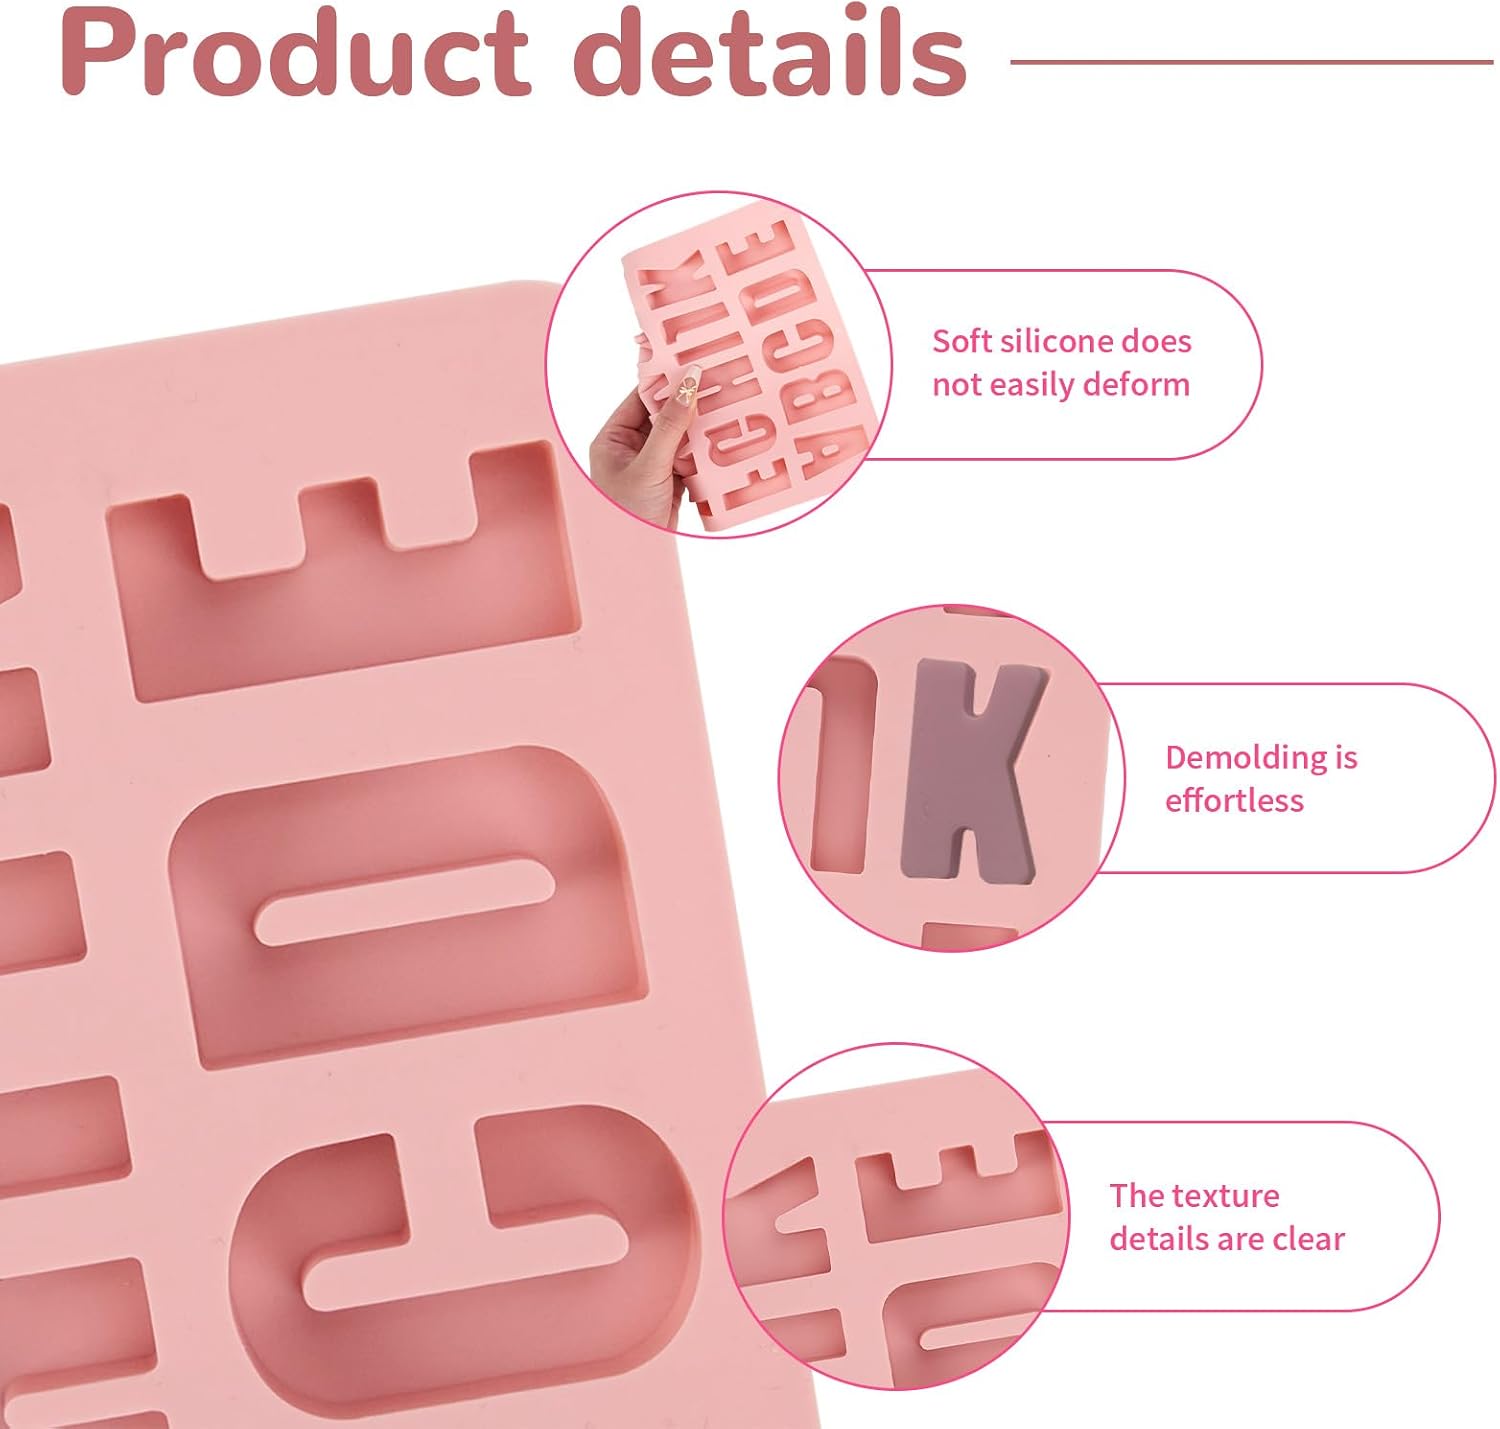 Product details
Soft silicone does
not easily deform
Demolding is
effortless
The texture
details are clear